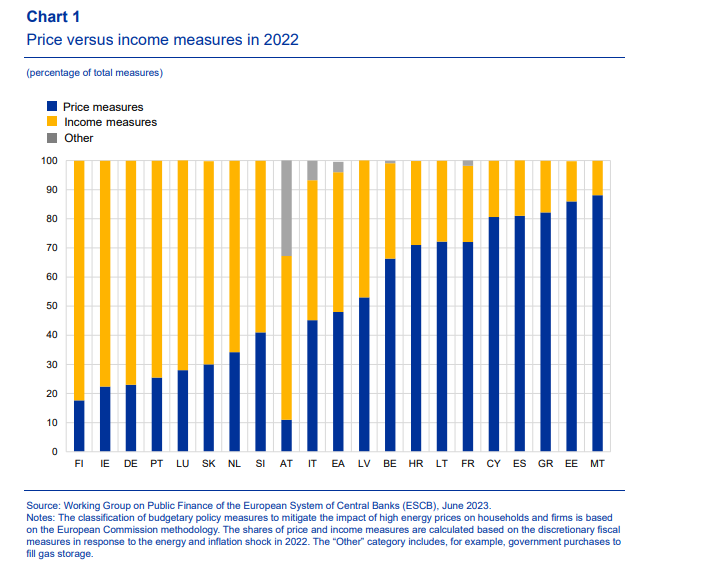 Chart 1
Price versus income measures in 2022
(percentage of total measures)
Price measures
Income measures
Other
100
90
80
70
60
50
40
30
20
10
0
FI IE DE PT LU SK NL SI AT IT EA LV BE HR LT FR CY ES GR EE MT
Source: Working Group on Public Finance of the European System of Central Banks (ESCB), June 2023.
Notes: The classification of budgetary policy measures to mitigate the impact of high energy prices on households and firms is based
on the European Commission methodology. The shares of price and income measures are calculated based on the discretionary fiscal
measures in response to the energy and inflation shock in 2022. The “Other” category includes, for example, government purchases to
fill gas storage.